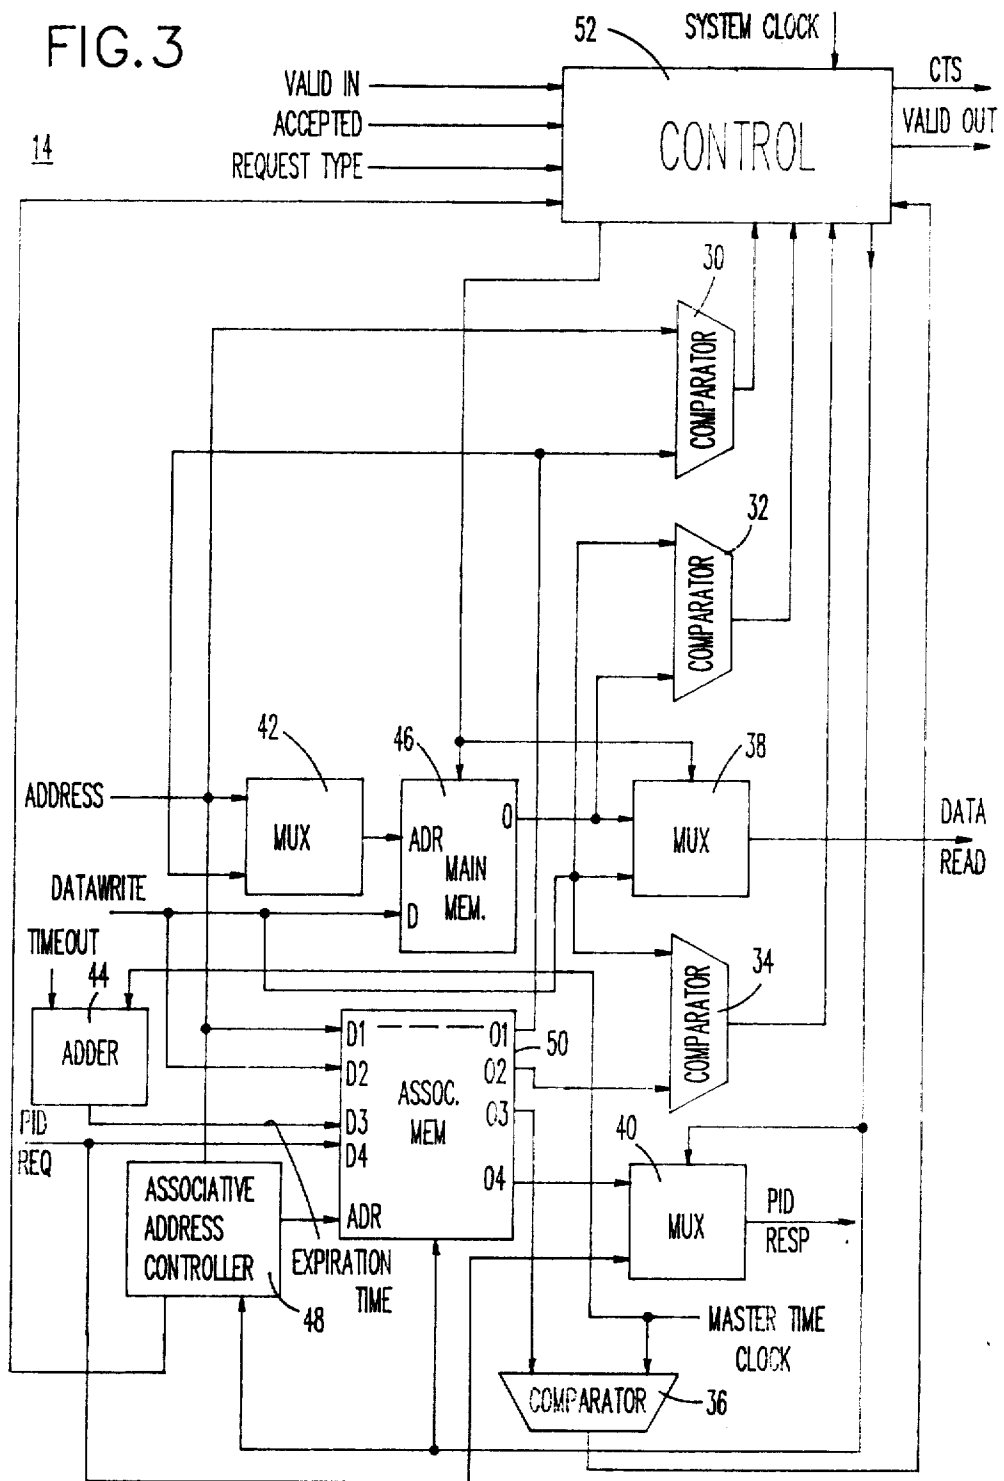 FIG.3
52
SYSTEM CLOCK
CTS
VALID IN
VALID OUT
ACCEPTED
CONTROL
14
REQUEST TYPE
30
COMPARATOR
32
COMPARATOR
42
46
38
ADDRESS
O
DATA
MUX
ADR
MUX
READ
MAIN
MEM.
DATAWRITE
D
TIMEOUT
44
34
COMPARATOR
D1
O1
50
ADDER
D2
O2
ASSOC.
MEM
D3
O3
PID
REQ
D4
40
O4
ASSOCIATIVE
ADDRESS
CONTROLLER
ADR
MUX
PID
RESP
EXPIRATION
TIME
48
MASTER TIME
CLOCK
COMPARATOR
36